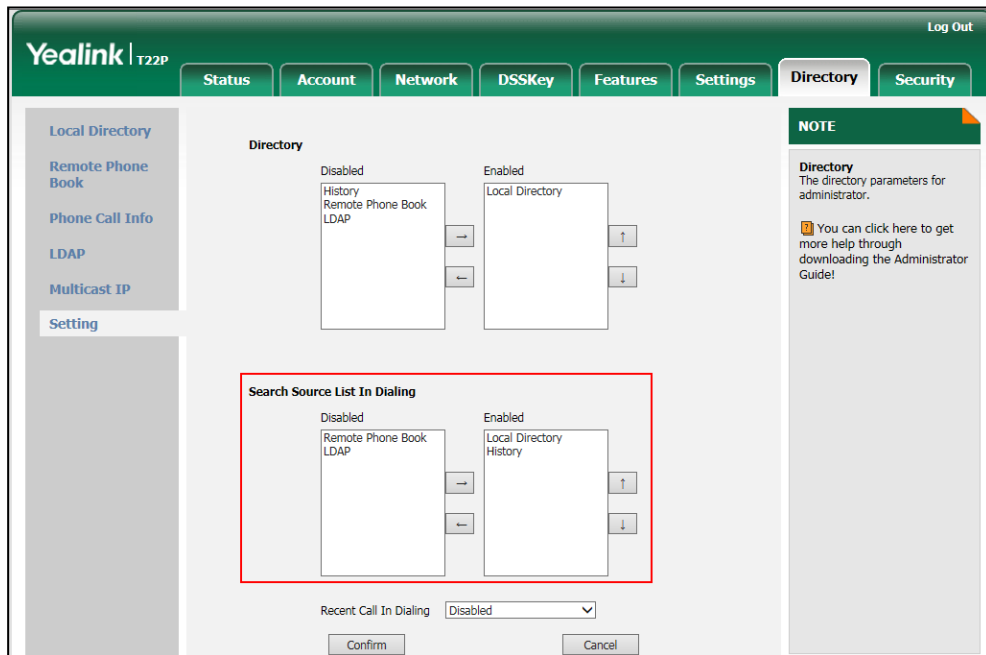 Log Out
Yealink | T22P
Status
Account
Network
DSSKey
Features
Settings
Directory
Security
Local Directory
Remote Phone
Book
Phone Call Info
LDAP
Multicast IP
Setting
Directory
Disabled
History
Remote Phone Book
LDAP
→
←
Enabled
Local Directory
↑
↓
Search Source List In Dialing
Disabled
Remote Phone Book
LDAP
→
←
Enabled
Local Directory
History
↑
↓
Recent Call In Dialing
Disabled
Confirm
Cancel
NOTE
Directory
The directory parameters for
administrator.
? You can click here to get
more help through
downloading the Administrator
Guide!